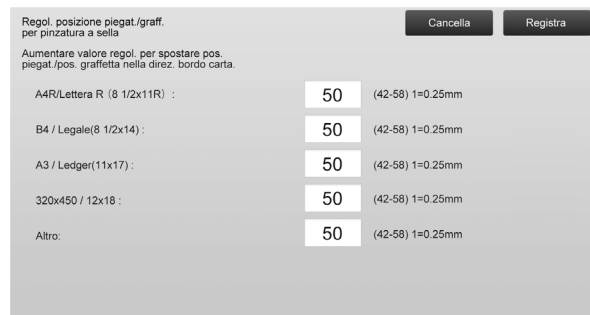 Regol. posizione piegat./graff.
per pinzatura a sella
Cancella
Registra
Aumentare valore regol. per spostare pos.
piegat./pos. graffetta nella direz. bordo carta.
A4R/Lettera R (8 1/2x11R) : 50 (42-58) 1=0.25mm
B4 / Legale(8 1/2x14) : 50 (42-58) 1=0.25mm
A3 / Ledger(11x17) : 50 (42-58) 1=0.25mm
320x450 / 12x18 : 50 (42-58) 1=0.25mm
Altro: 50 (42-58) 1=0.25mm